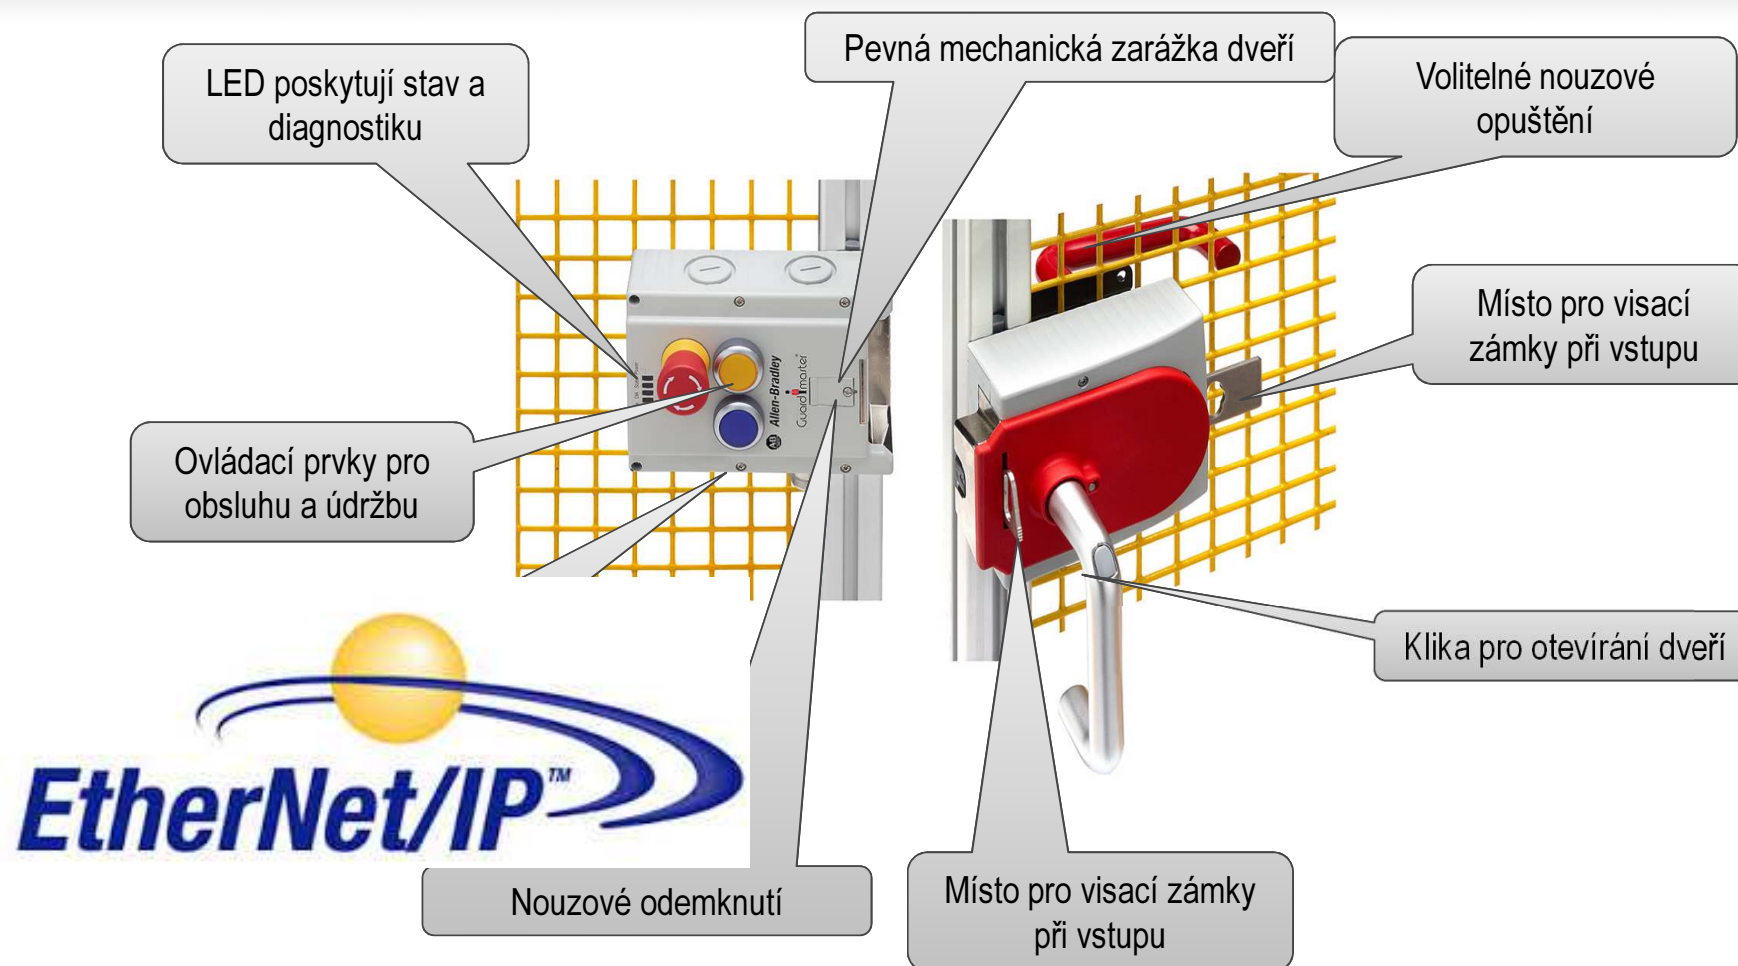 Pevná mechanická zarážka dveří
LED poskytují stav a
diagnostiku
Volitelné nouzové
opuštění
Místo pro visací
zámky při vstupu
Allen-Bradley
Guardmaster
AB
Ovládací prvky pro
obsluhu a údržbu
Klika pro otevírání dveří
EtherNet/IP™
Nouzové odemknutí
Místo pro visací zámky
při vstupu